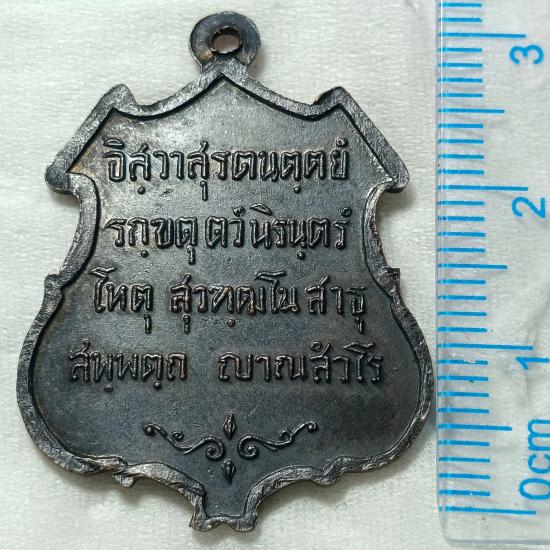 อิสฺวาสุรตนตฺตยํ
รกฺขตุ ตวํ นิรนฺตรํ
โหตุ สุวฑฺฒโน สาธุ
สพฺพตฺถ ญาณสํวโร
3
2
1
0cm